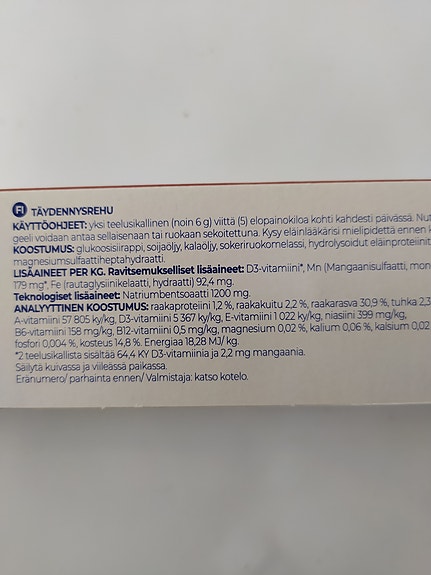 FI TÄYDENNYSREHU
KÄYTTÖOHJEET: yksi teelusikallinen (noin 6 g) viittä (5) elopainokiloa kohti kahdesti päivässä. Nut
geeli voidaan antaa sellaisenaan tai ruokaan sekoitettuna. Kysy eläinlääkärisi mielipidettä ennen k
KOOSTUMUS: glukoosisiirappi, soijaöljy, kalaöljy, sokeriruokomelassi, hydrolysoidut eläinproteiinit,
magnesiumsulfaattiheptahydraatti.
LISÄAINEET PER KG. Ravitsemukselliset lisäaineet: D3-vitamiini*, Mn (Mangaanisulfaatti, mon
179 mg*. Fe (rautaglysiinikelaatti, hydraatti) 92,4 mg.
Teknologiset lisäaineet: Natriumbentsoaatti 1200 mg.
ANALYYTTINEN KOOSTUMUS: raakaproteiini 1,2 %, raakakuitu 2,2 %, raakarasva 30,9 %, tuhka 2,3
A-vitamiini 57 805 ky/kg, D3-vitamiini 5 367 ky/kg, E-vitamiini 1 022 ky/kg, niasiini 399 mg/kg,
B6-vitamiini 158 mg/kg, B12-vitamiini 0,5 mg/kg, magnesium 0,02 %, kalium 0,06 %, kalsium 0,02
fosfori 0,004 %, kosteus 14,8 %. Energiaa 18,28 MJ/ kg.
*2 teelusikallista sisältää 64,4 KY D3-vitamiinia ja 2,2 mg mangaania.
Säilytä kuivassa ja viileässä paikassa.
Eränumero/ parhainta ennen/ Valmistaja: katso kotelo.